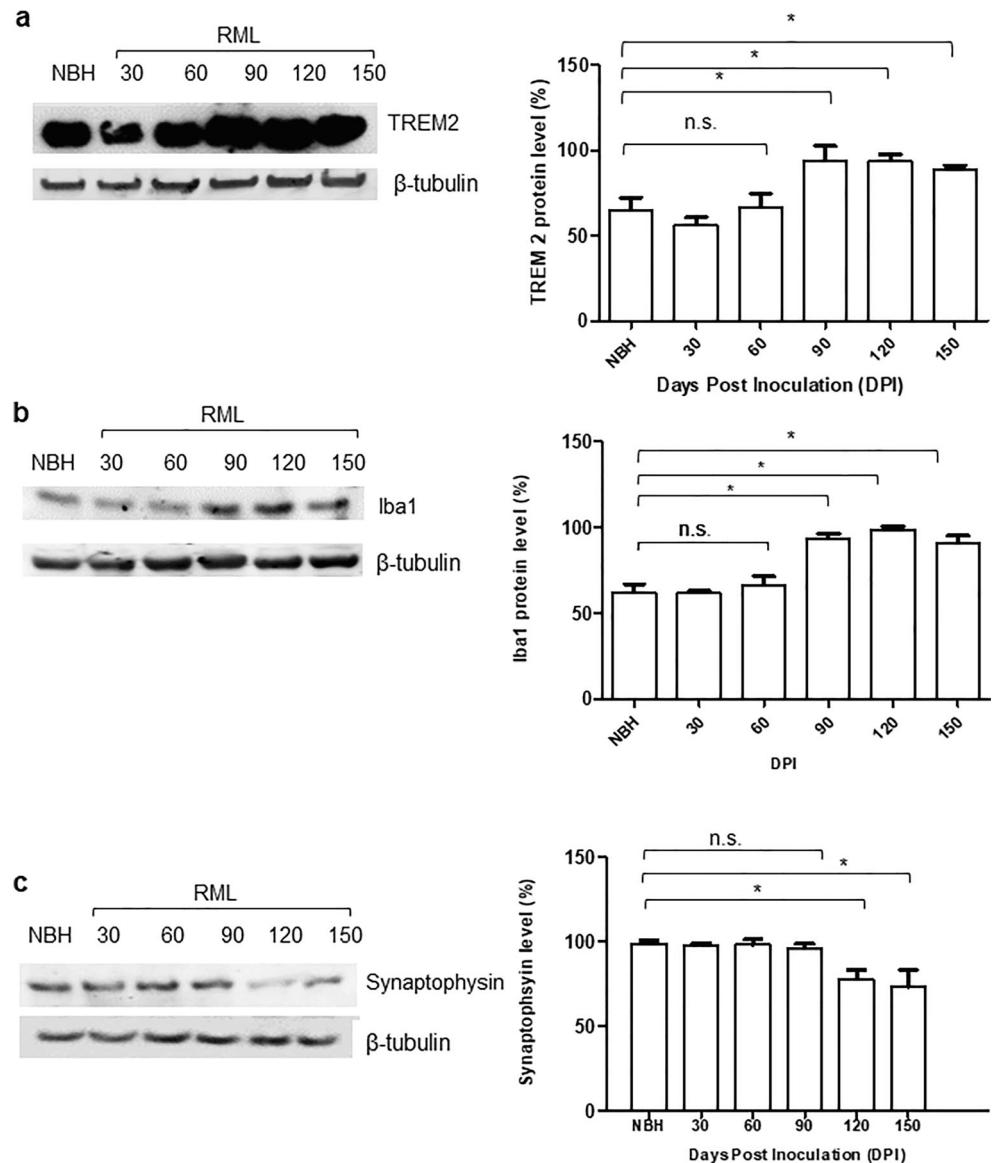 a
RML
NBH 30 60 90 120 150
TREM2
β-tubulin
*
*
*
n.s.
150
100
50
0
TREM 2 protein level (%)
NBH 30 60 90 120 150
Days Post Inoculation (DPI)
b
RML
NBH 30 60 90 120 150
Iba1
β-tubulin
*
*
*
n.s.
150
100
50
0
Iba1 protein level (%)
NBH 30 60 90 120 150
DPI
c
RML
NBH 30 60 90 120 150
Synaptophysin
β-tubulin
n.s.
*
*
150
100
50
0
Synaptophsyin level (%)
NBH 30 60 90 120 150
Days Post Inoculation (DPI)